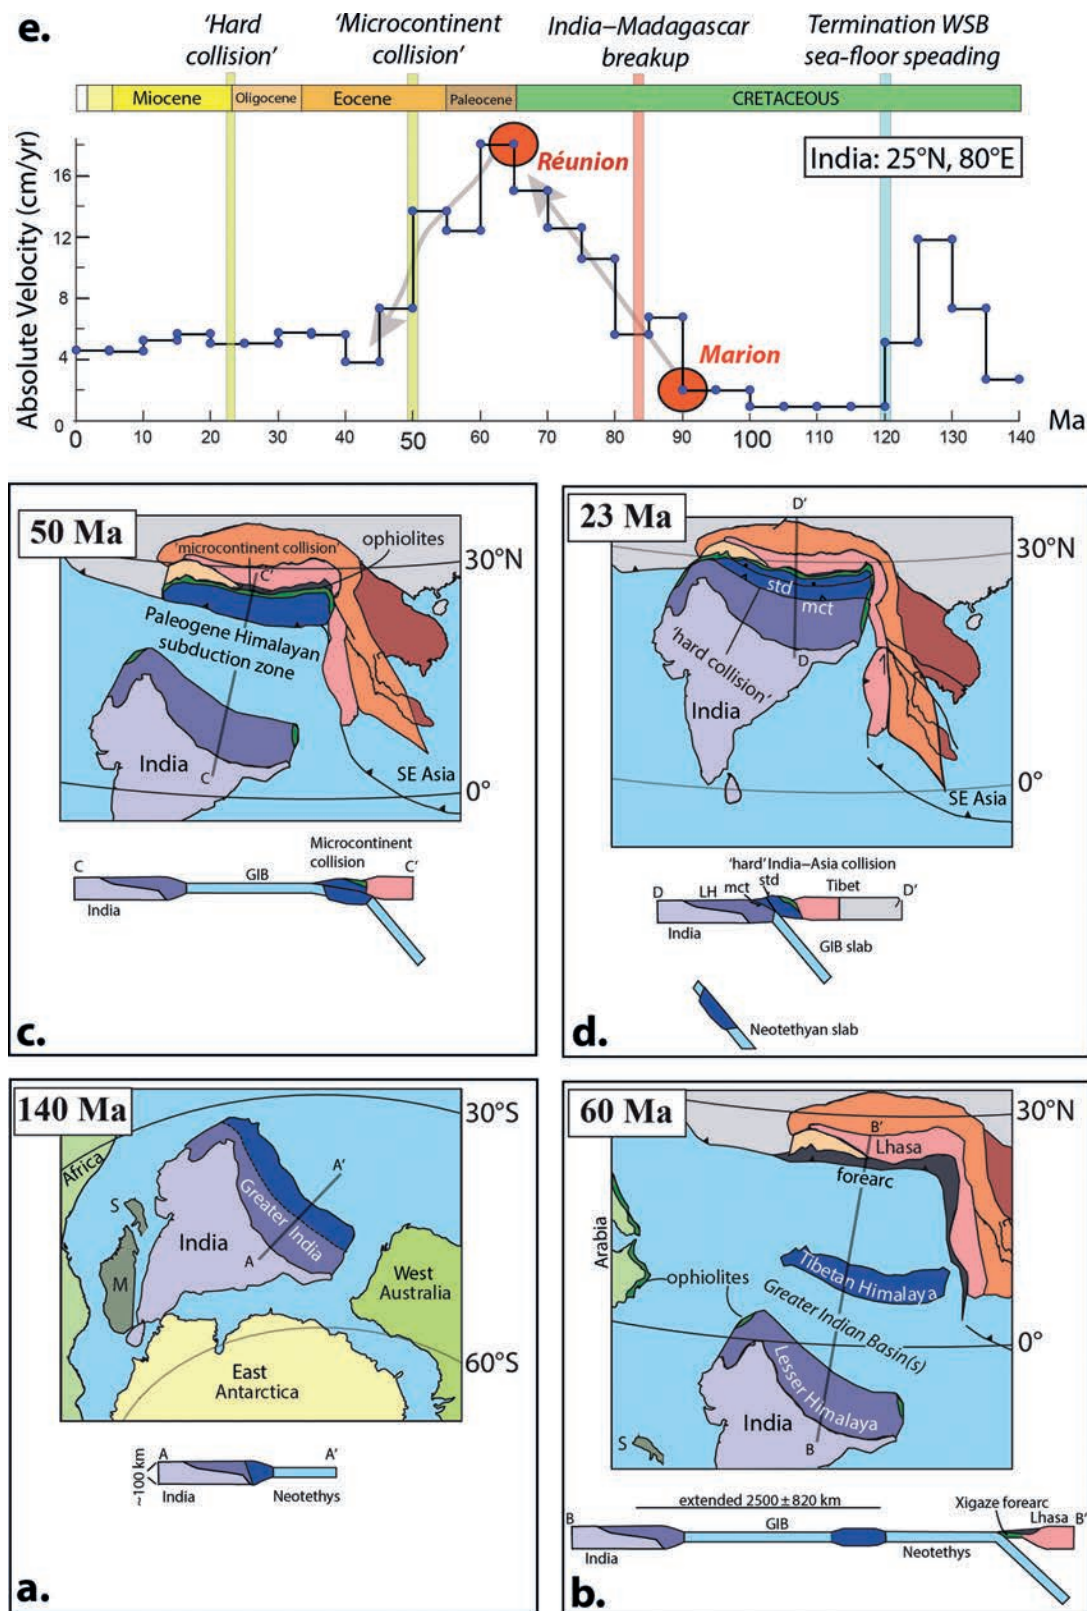 e.
'Hard
collision'
'Microcontinent
collision'
India–Madagascar
breakup
Termination WSB
sea-floor speading
Miocene
Oligocene
Eocene
Paleocene
CRETACEOUS
Absolute Velocity (cm/yr)
16
12
8
4
0
Réunion
Marion
India: 25°N, 80°E
0 10 20 30 40 50 60 70 80 90 100 110 120 130 140 Ma
50 Ma
'microcontinent collision'
ophiolites
30°N
C'
Paleogene Himalayan
subduction zone
India
C
SE Asia
0°
Microcontinent
collision
C
GIB
C'
India
c.
23 Ma
D'
30°N
std
mct
'hard collision'
D
India
0°
SE Asia
'hard' India–Asia collision
std
mct
D
LH
Tibet
D'
India
GIB slab
Neotethyan slab
d.
140 Ma
30°S
Africa
S
A'
Greater India
India
A
M
West
Australia
60°S
East
Antarctica
A
A'
~100 km
India
Neotethys
a.
60 Ma
30°N
B'
Lhasa
forearc
Arabia
Tibetan Himalaya
ophiolites
Greater Indian Basin(s)
0°
Lesser Himalaya
India
S
B
extended 2500 ± 820 km
Xigaze forearc
B
GIB
Lhasa
B'
India
Neotethys
b.